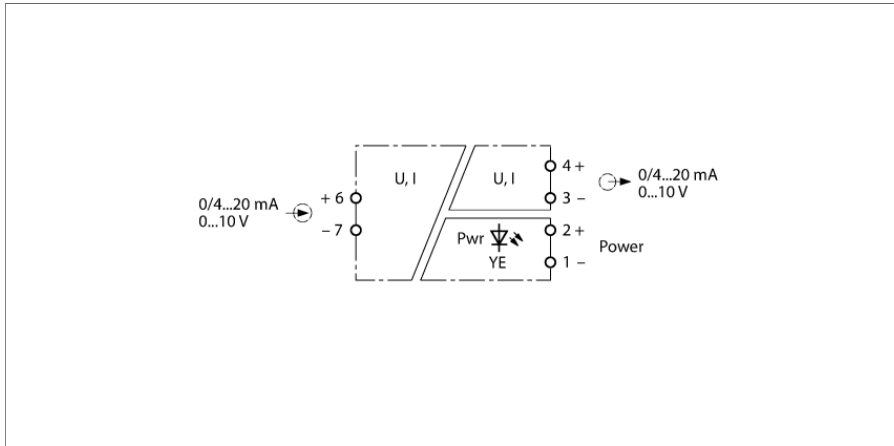 U, I
U, I
4 +
0/4...20 mA
0...10 V
+ 6
3 –
0/4...20 mA
0...10 V
– 7
2 +
Pwr
Power
YE
1 –